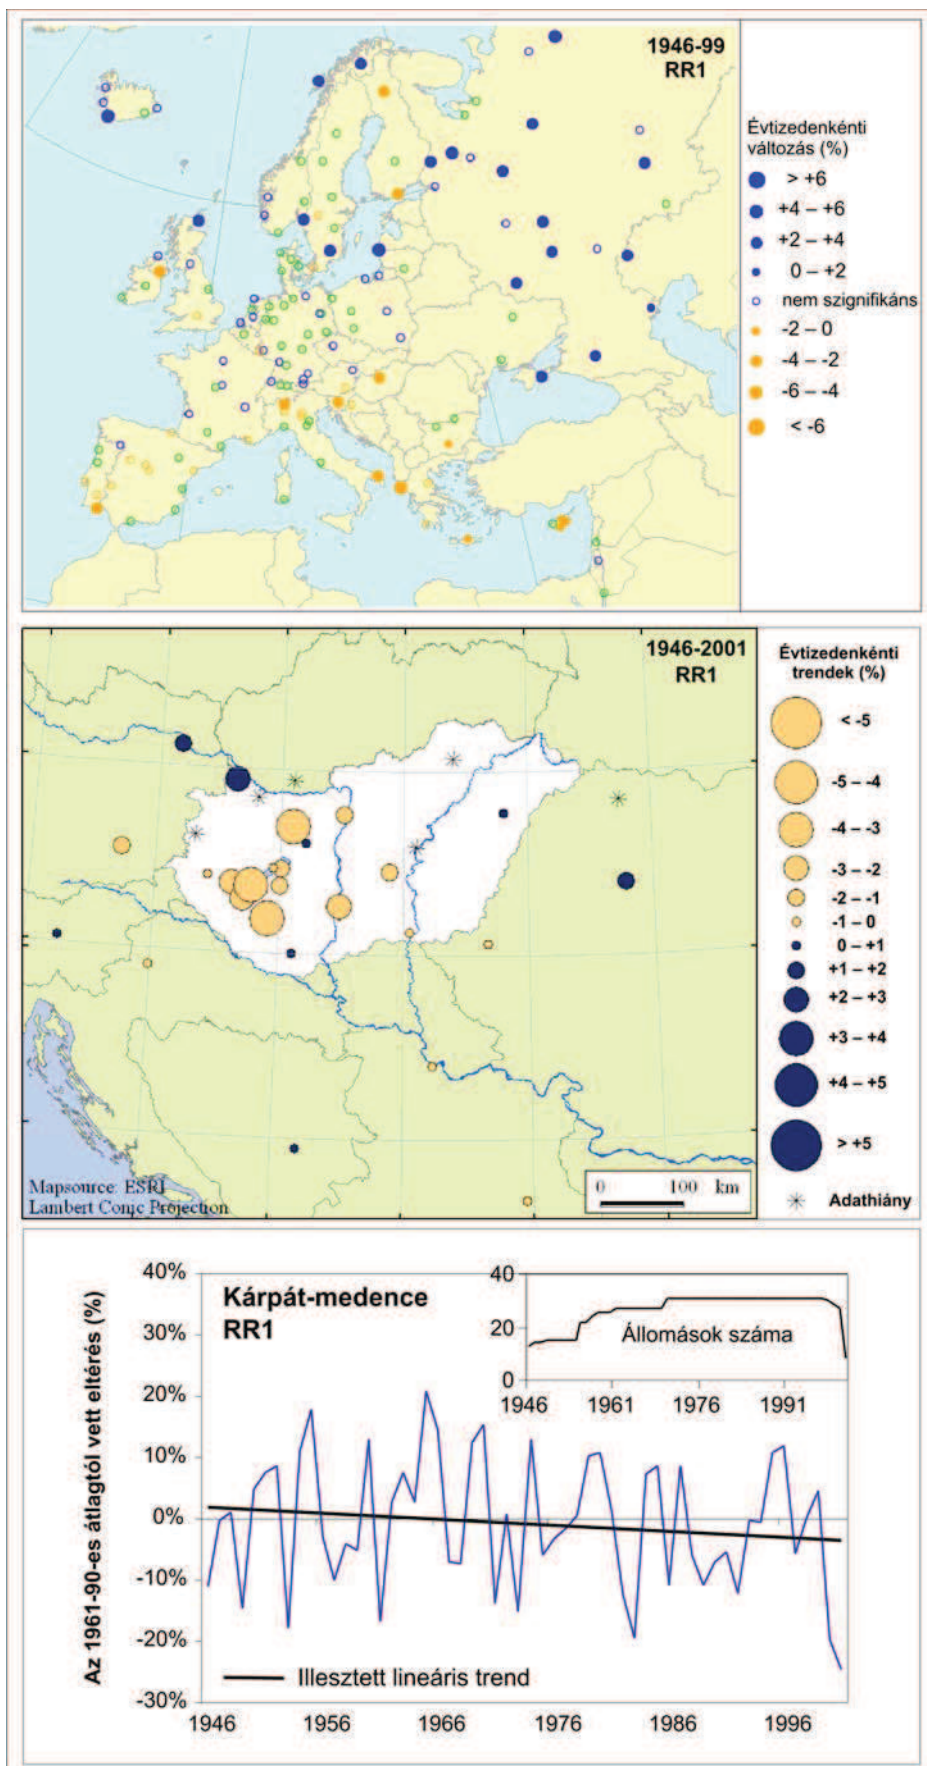 1946-99
RR1
Évtizedenkénti
változás (%)
> +6
+4 – +6
+2 – +4
0 – +2
nem szignifikáns
-2 – 0
-4 – -2
-6 – -4
< -6
1946-2001
RR1
Évtizedenkénti
trendek (%)
< -5
-5 – -4
-4 – -3
-3 – -2
-2 – -1
-1 – 0
0 – +1
+1 – +2
+2 – +3
+3 – +4
+4 – +5
> +5
Adathiány
Mapsource: ESRI
Lambert Conic Projection
0 100 km
Az 1961-90-es átlagtól vett eltérés (%)
40%
30%
20%
10%
0%
-10%
-20%
-30%
Kárpát-medence
RR1
40
20
0
Állomások száma
1946 1961 1976 1991
Illesztett lineáris trend
1946 1956 1966 1976 1986 1996